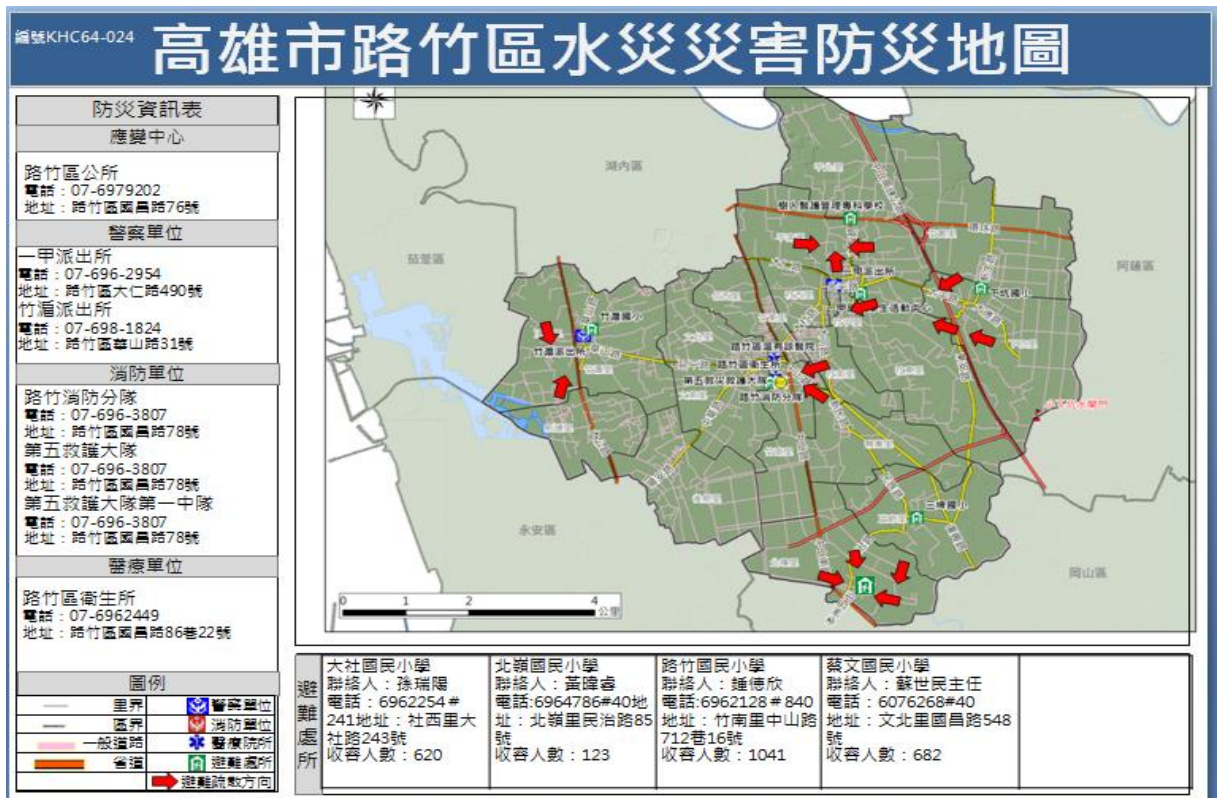 編號KHC64-024
高雄市路竹區水災災害防災地圖
防災資訊表
應變中心
路竹區公所
電話：07-6979202
地址：路竹區國昌路76號
警察單位
一甲派出所
電話：07-696-2954
地址：路竹區大仁路490號
竹滬派出所
電話：07-698-1824
地址：路竹區華山路31號
消防單位
路竹消防分隊
電話：07-696-3807
地址：路竹區國昌路78號
第五救護大隊
電話：07-696-3807
地址：路竹區國昌路78號
第五救護大隊第一中隊
電話：07-696-3807
地址：路竹區國昌路78號
醫療單位
路竹區衛生所
電話：07-6962449
地址：路竹區國昌路86巷22號
圖例
里界
警察單位
區界
消防單位
一般道路
醫療院所
省道
避難處所
避難疏散方向
湖內區
茄萣區
阿蓮區
永安區
岡山區
樹人醫護管理專科學校
環球路
下坑國小
竹滬國小
竹滬派出所
路竹區衛生所
路竹消防分隊
三埤國小
0 1 2 4
公里
避難處所
大社國民小學
聯絡人：孫瑞陽
電話：6962254＃
241地址：社西里大
社路243號
收容人數：620
北嶺國民小學
聯絡人：黃暐睿
電話:6964786#40地
址：北嶺里民治路85
號
收容人數：123
路竹國民小學
聯絡人：鍾德欣
電話:6962128＃840
地址：竹南里中山路
712巷16號
收容人數：1041
蔡文國民小學
聯絡人：蘇世民主任
電話：6076268#40
地址：文北里國昌路548
號
收容人數：682